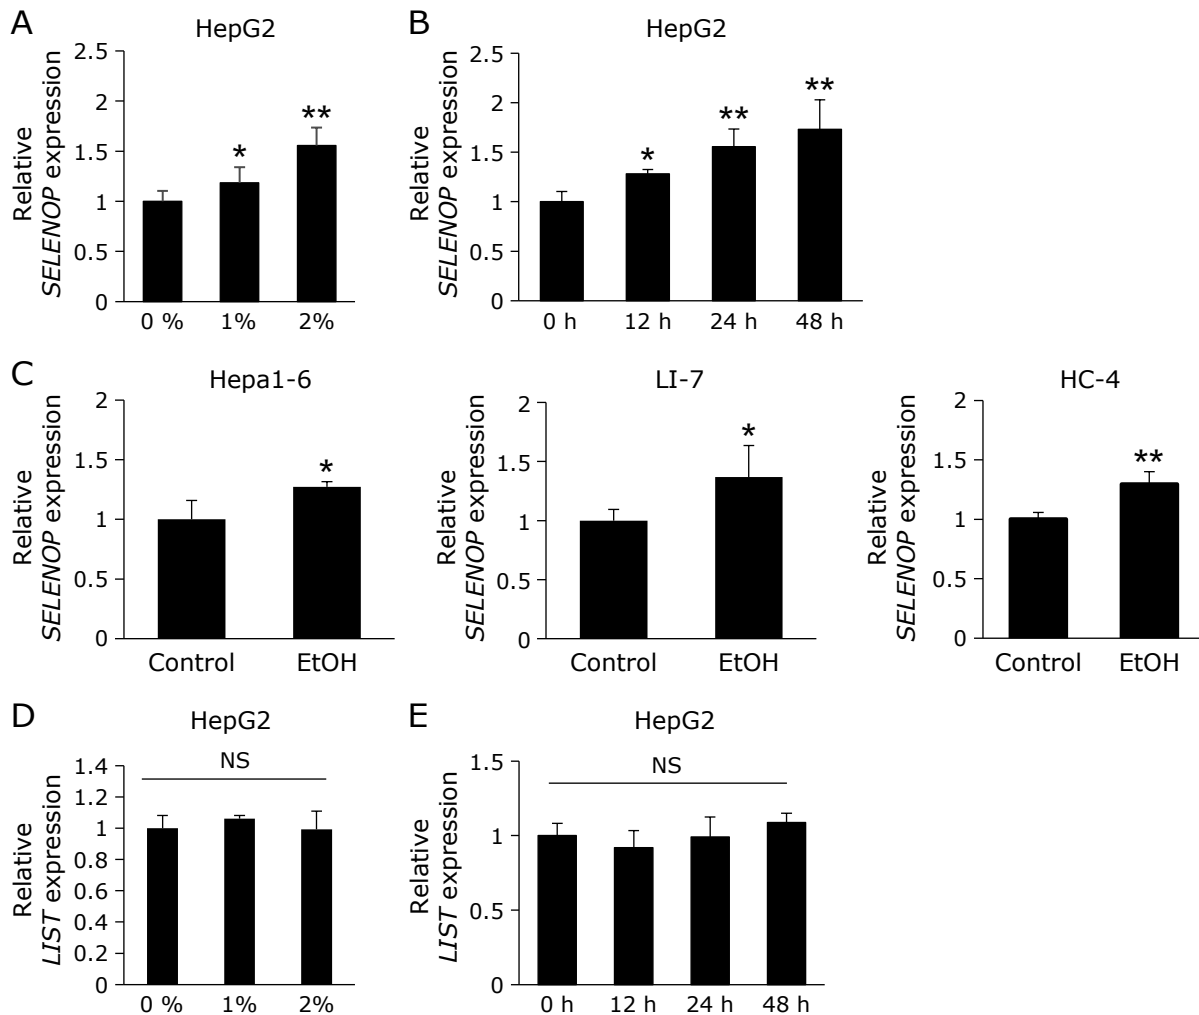 A
HepG2
Relative
SELENOP expression
2.5
2
1.5
1
0.5
0
*
**
0 %
1%
2%
B
HepG2
Relative
SELENOP expression
2.5
2
1.5
1
0.5
0
*
**
**
0 h
12 h
24 h
48 h
C
Hepa1-6
Relative
SELENOP expression
2
1.5
1
0.5
0
*
Control
EtOH
LI-7
Relative
SELENOP expression
2
1.5
1
0.5
0
*
Control
EtOH
HC-4
Relative
SELENOP expression
2
1.5
1
0.5
0
**
Control
EtOH
D
HepG2
Relative
LIST expression
1.4
1.2
1
0.8
0.6
0.4
0.2
0
NS
0 %
1%
2%
E
HepG2
Relative
LIST expression
1.5
1
0.5
0
NS
0 h
12 h
24 h
48 h